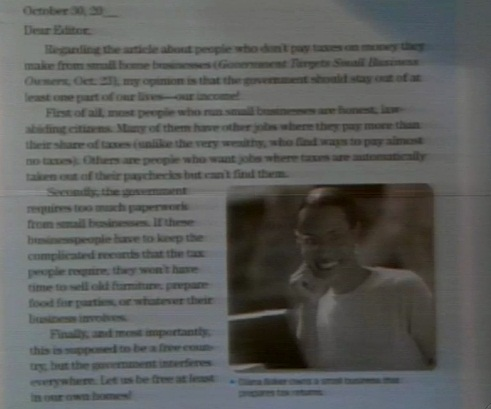 October 30, 20__
Dear Editor,
Regarding the article about people who don't pay taxes on money they
make from small home businesses (Government Targets Small Business
Owners, Oct. 23), my opinion is that the government should stay out of at
least one part of our lives—our income!
First of all, most people who run small businesses are honest, law-
abiding citizens. Many of them have other jobs where they pay more than
their share of taxes (unlike the very wealthy, who find ways to pay almost
no taxes). Others are people who want jobs where taxes are automatically
taken out of their paychecks but can't find them.
Secondly, the government
requires too much paperwork
from small businesses. If these
businesspeople have to keep the
complicated records that the tax
people require, they won't have
time to sell old furniture, prepare
food for parties, or whatever their
business involves.
Finally, and most importantly,
this is supposed to be a free coun-
try, but the government interferes
everywhere. Let us be free at least
in our own homes!
owns a small business that
prepares tax returns.